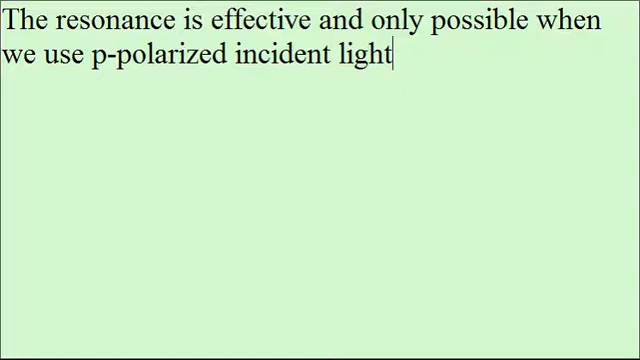 The resonance is effective and only possible when
we use p-polarized incident light